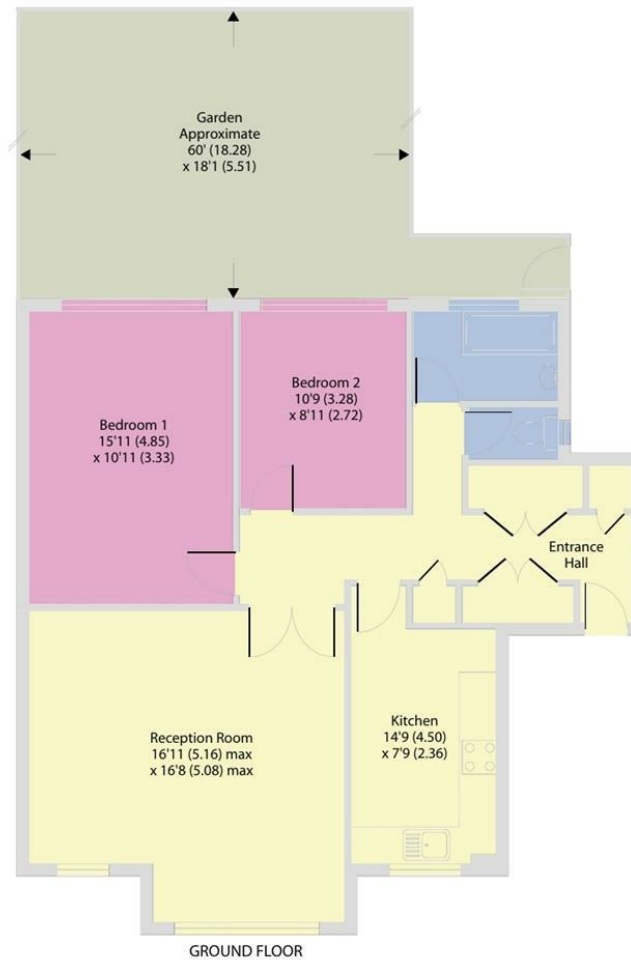 Garden
Approximate
60' (18.28)
x 18'1 (5.51)
Bedroom 1
15'11 (4.85)
x 10'11 (3.33)
Bedroom 2
10'9 (3.28)
x 8'11 (2.72)
Entrance
Hall
Reception Room
16'11 (5.16) max
x 16'8 (5.08) max
Kitchen
14'9 (4.50)
x 7'9 (2.36)
GROUND FLOOR